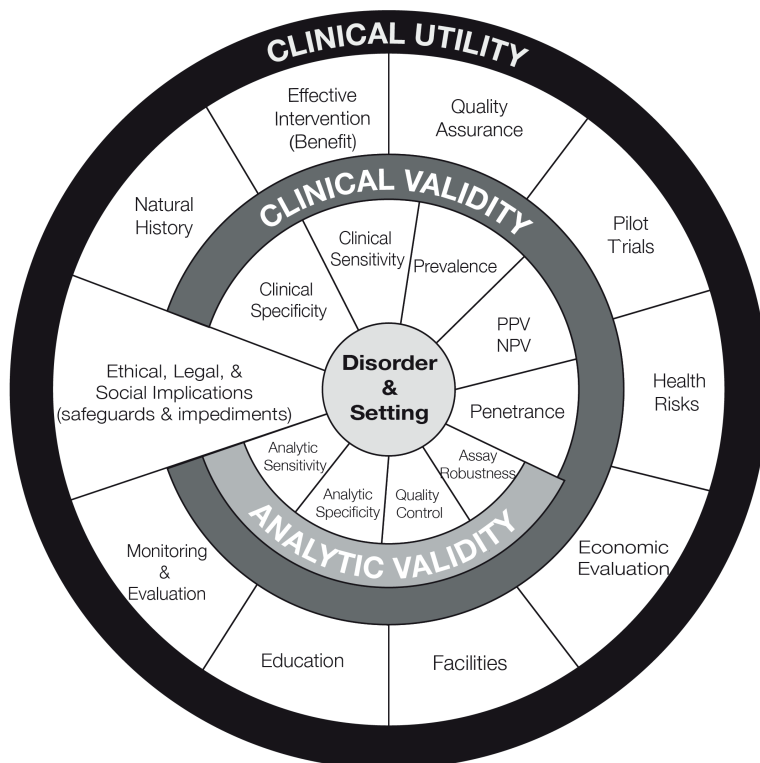 CLINICAL UTILITY
Effective
Intervention
(Benefit)
Quality
Assurance
Natural
History
Pilot
Trials
CLINICAL VALIDITY
Clinical
Sensitivity
Prevalence
Clinical
Specificity
PPV
NPV
Disorder
&
Setting
Ethical, Legal, &
Social Implications
(safeguards & impediments)
Health
Risks
Penetrance
Analytic
Sensitivity
Assay
Robustness
Analytic
Specificity
Quality
Control
ANALYTIC VALIDITY
Monitoring
&
Evaluation
Economic
Evaluation
Education
Facilities